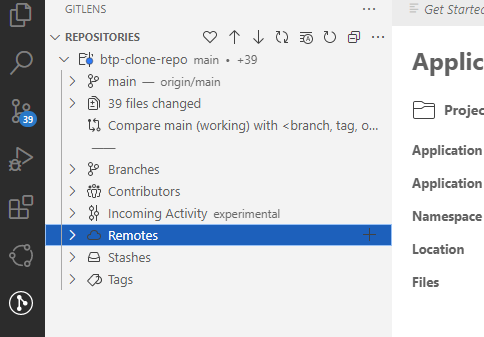 GITLENS
Get Started
REPOSITORIES
btp-clone-repo main • +39
main — origin/main
39 files changed
Compare main (working) with <branch, tag, o...
Branches
Contributors
Incoming Activity experimental
Remotes
Stashes
Tags
39
Applic
Projec
Application
Application
Namespace
Location
Files